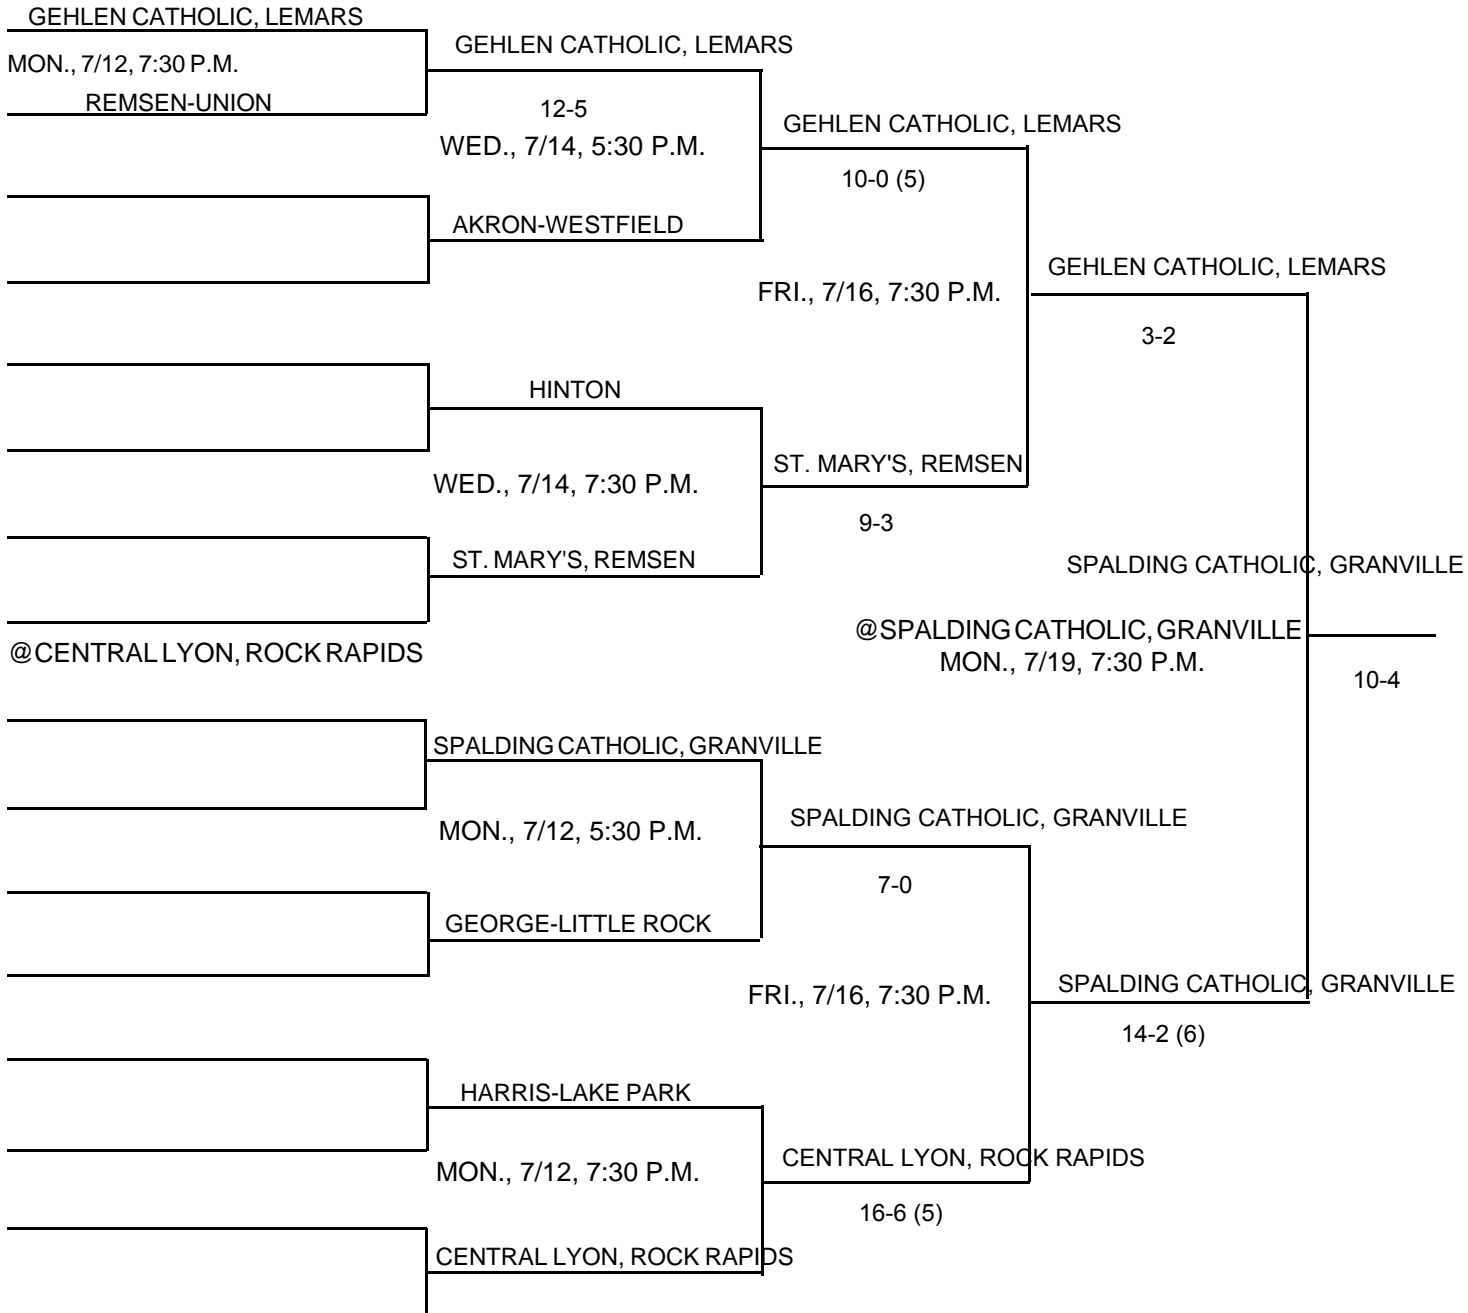 GEHLEN CATHOLIC, LEMARS
MON., 7/12, 7:30 P.M.
REMSEN-UNION
GEHLEN CATHOLIC, LEMARS
12-5
WED., 7/14, 5:30 P.M.
AKRON-WESTFIELD
GEHLEN CATHOLIC, LEMARS
10-0 (5)
FRI., 7/16, 7:30 P.M.
GEHLEN CATHOLIC, LEMARS
3-2
HINTON
WED., 7/14, 7:30 P.M.
ST. MARY'S, REMSEN
ST. MARY'S, REMSEN
9-3
SPALDING CATHOLIC, GRANVILLE
@SPALDING CATHOLIC, GRANVILLE
MON., 7/19, 7:30 P.M.
10-4
@CENTRAL LYON, ROCK RAPIDS
SPALDING CATHOLIC, GRANVILLE
MON., 7/12, 5:30 P.M.
GEORGE-LITTLE ROCK
SPALDING CATHOLIC, GRANVILLE
7-0
FRI., 7/16, 7:30 P.M.
SPALDING CATHOLIC, GRANVILLE
14-2 (6)
HARRIS-LAKE PARK
MON., 7/12, 7:30 P.M.
CENTRAL LYON, ROCK RAPIDS
CENTRAL LYON, ROCK RAPIDS
16-6 (5)